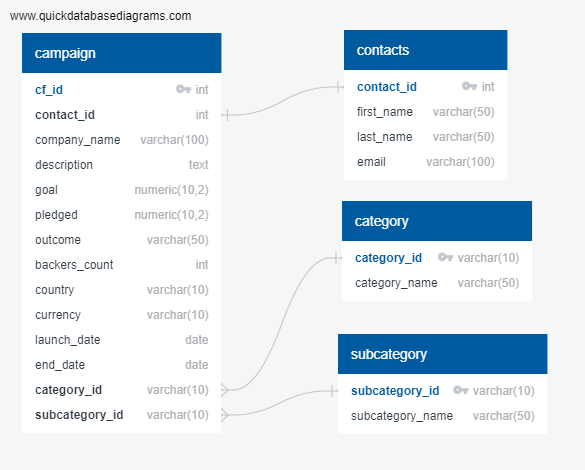 www.quickdatabasediagrams.com
campaign
cf_id int
contact_id int
company_name varchar(100)
description text
goal numeric(10,2)
pledged numeric(10,2)
outcome varchar(50)
backers_count int
country varchar(10)
currency varchar(10)
launch_date date
end_date date
category_id varchar(10)
subcategory_id varchar(10)
contacts
contact_id int
first_name varchar(50)
last_name varchar(50)
email varchar(100)
category
category_id varchar(10)
category_name varchar(50)
subcategory
subcategory_id varchar(10)
subcategory_name varchar(50)